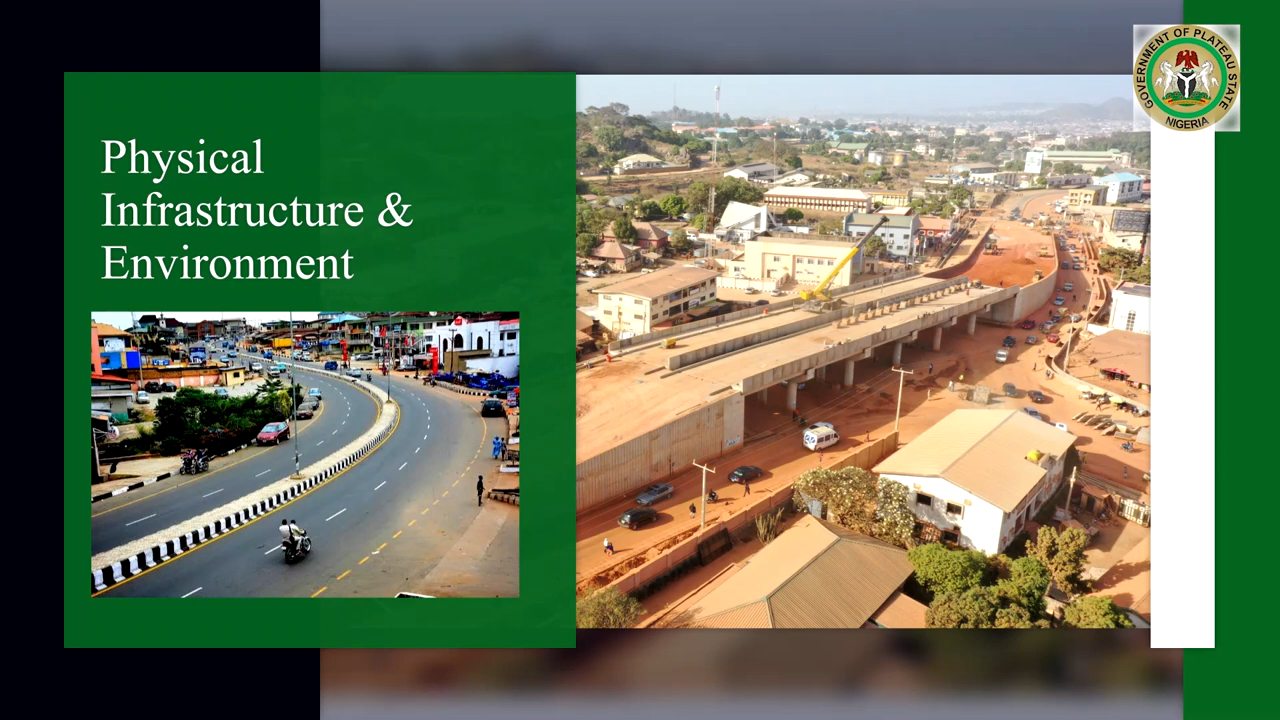 Physical
Infrastructure &
Environment
GOVERNMENT OF PLATEAU STATE
NIGERIA